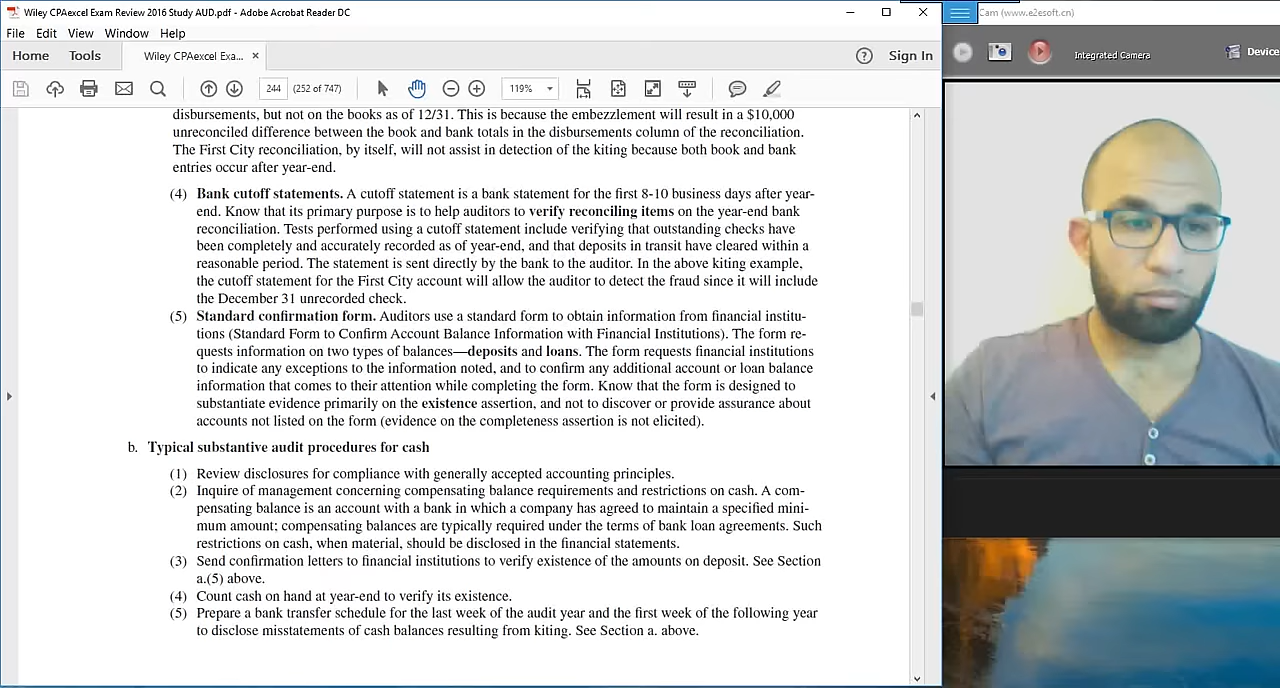 Wiley CPAexcel Exam Review 2016 Study AUD.pdf - Adobe Acrobat Reader DC
Cam (www.e2esoft.cn)
File Edit View Window Help
Home Tools Wiley CPAexcel Exa... × Sign In
Integrated Camera Device
244 (252 of 747) 119%
disbursements, but not on the books as of 12/31. This is because the embezzlement will result in a $10,000
unreconciled difference between the book and bank totals in the disbursements column of the reconciliation.
The First City reconciliation, by itself, will not assist in detection of the kiting because both book and bank
entries occur after year-end.
(4) Bank cutoff statements. A cutoff statement is a bank statement for the first 8-10 business days after year-
end. Know that its primary purpose is to help auditors to verify reconciling items on the year-end bank
reconciliation. Tests performed using a cutoff statement include verifying that outstanding checks have
been completely and accurately recorded as of year-end, and that deposits in transit have cleared within a
reasonable period. The statement is sent directly by the bank to the auditor. In the above kiting example,
the cutoff statement for the First City account will allow the auditor to detect the fraud since it will include
the December 31 unrecorded check.
(5) Standard confirmation form. Auditors use a standard form to obtain information from financial institu-
tions (Standard Form to Confirm Account Balance Information with Financial Institutions). The form re-
quests information on two types of balances—deposits and loans. The form requests financial institutions
to indicate any exceptions to the information noted, and to confirm any additional account or loan balance
information that comes to their attention while completing the form. Know that the form is designed to
substantiate evidence primarily on the existence assertion, and not to discover or provide assurance about
accounts not listed on the form (evidence on the completeness assertion is not elicited).
b. Typical substantive audit procedures for cash
(1) Review disclosures for compliance with generally accepted accounting principles.
(2) Inquire of management concerning compensating balance requirements and restrictions on cash. A com-
pensating balance is an account with a bank in which a company has agreed to maintain a specified mini-
mum amount; compensating balances are typically required under the terms of bank loan agreements. Such
restrictions on cash, when material, should be disclosed in the financial statements.
(3) Send confirmation letters to financial institutions to verify existence of the amounts on deposit. See Section
a.(5) above.
(4) Count cash on hand at year-end to verify its existence.
(5) Prepare a bank transfer schedule for the last week of the audit year and the first week of the following year
to disclose misstatements of cash balances resulting from kiting. See Section a. above.